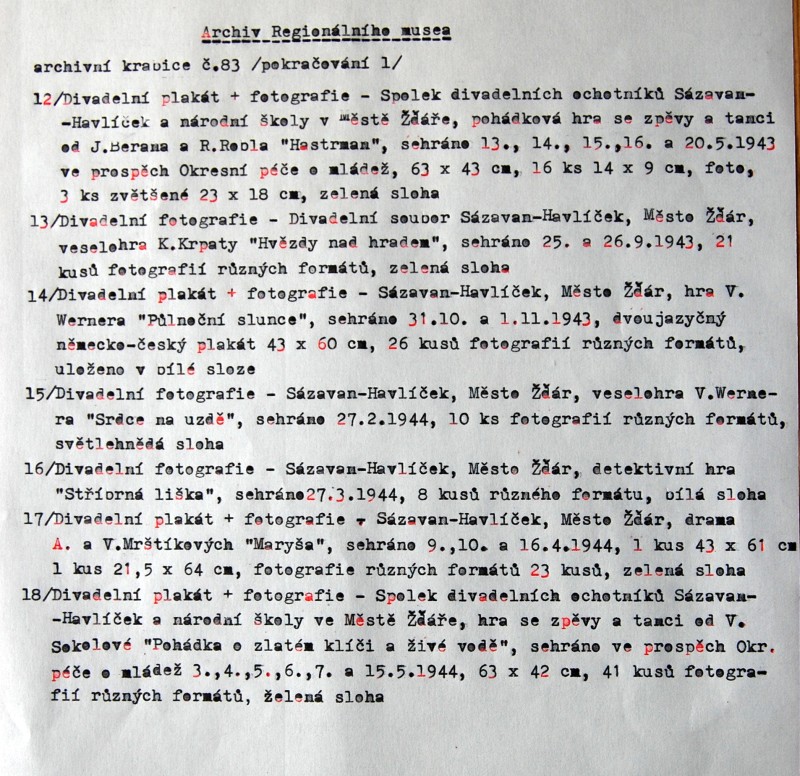 Archiv Regionálního musea
archivní krabice č.83 /pokračování 1/
12/Divadelní plakát + fotografie - Spolek divadelních ochotníků Sázavan-
-Havlíček a národní školy v městě Žďáře, pohádková hra se zpěvy a tanci
od J.Berana a R.Robla "Hastrman", sehráno 13., 14., 15.,16. a 20.5.1943
ve prospěch Okresní péče o mládež, 63 x 43 cm, 16 ks 14 x 9 cm, foto,
3 ks zvětšené 23 x 18 cm, zelená sloha
13/Divadelní fotografie - Divadelní soubor Sázavan-Havlíček, Město Žďár,
veselohra K.Krpaty "Hvězdy nad hradem", sehráno 25. a 26.9.1943, 21
kusů fotografií různých formátů, zelená sloha
14/Divadelní plakát + fotografie - Sázavan-Havlíček, Město Žďár, hra V.
Wernera "Půlnoční slunce", sehráno 31.10. a 1.11.1943, dvoujazyčný
německo-český plakát 43 x 60 cm, 26 kusů fotografií různých formátů,
uloženo v bílé sloze
15/Divadelní fotografie - Sázavan-Havlíček, Město Žďár, veselohra V.Werne-
ra "Srdce na uzdě", sehráno 27.2.1944, 10 ks fotografií různých formátů,
světlehnědá sloha
16/Divadelní fotografie - Sázavan-Havlíček, Město Žďár, detektivní hra
"Stříbrná liška", sehráno27.3.1944, 8 kusů různého formátu, bílá sloha
17/Divadelní plakát + fotografie - Sázavan-Havlíček, Město Žďár, drama
A. a V.Mrštíkových "Maryša", sehráno 9.,10. a 16.4.1944, 1 kus 43 x 61 cm
1 kus 21,5 x 64 cm, fotografie různých formátů 23 kusů, zelená sloha
18/Divadelní plakát + fotografie - Spolek divadelních ochotníků Sázavan-
-Havlíček a národní školy ve Městě Žďáře, hra se zpěvy a tanci od V.
Sokolové "Pohádka o zlatém klíči a živé vodě", sehráno ve prospěch Okr.
péče o mládež 3.,4.,5.,6.,7. a 15.5.1944, 63 x 42 cm, 41 kusů fotogra-
fií různých formátů, želená sloha